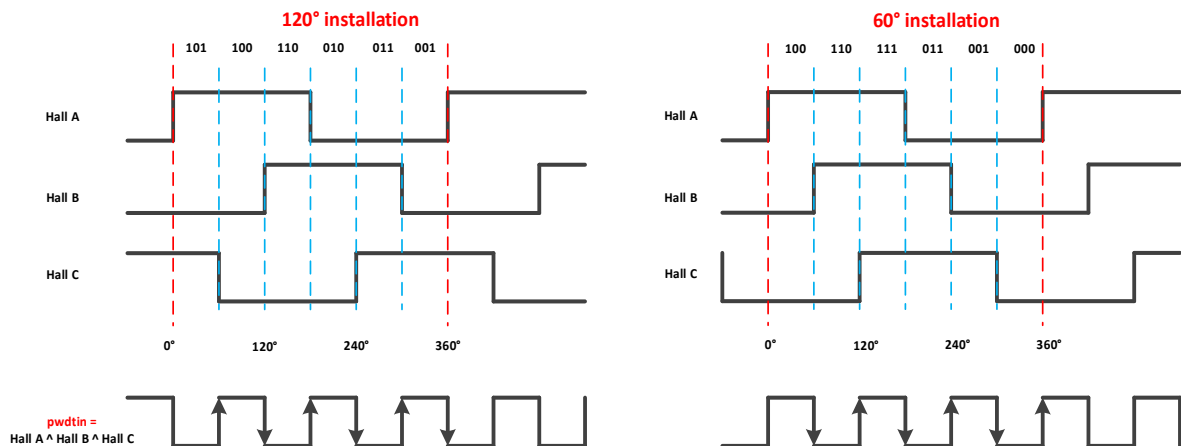 120° installation
101 100 110 010 011 001
Hall A
Hall B
Hall C
0° 120° 240° 360°
pwdtin =
Hall A ^ Hall B ^ Hall C
60° installation
100 110 111 011 001 000
Hall A
Hall B
Hall C
0° 120° 240° 360°